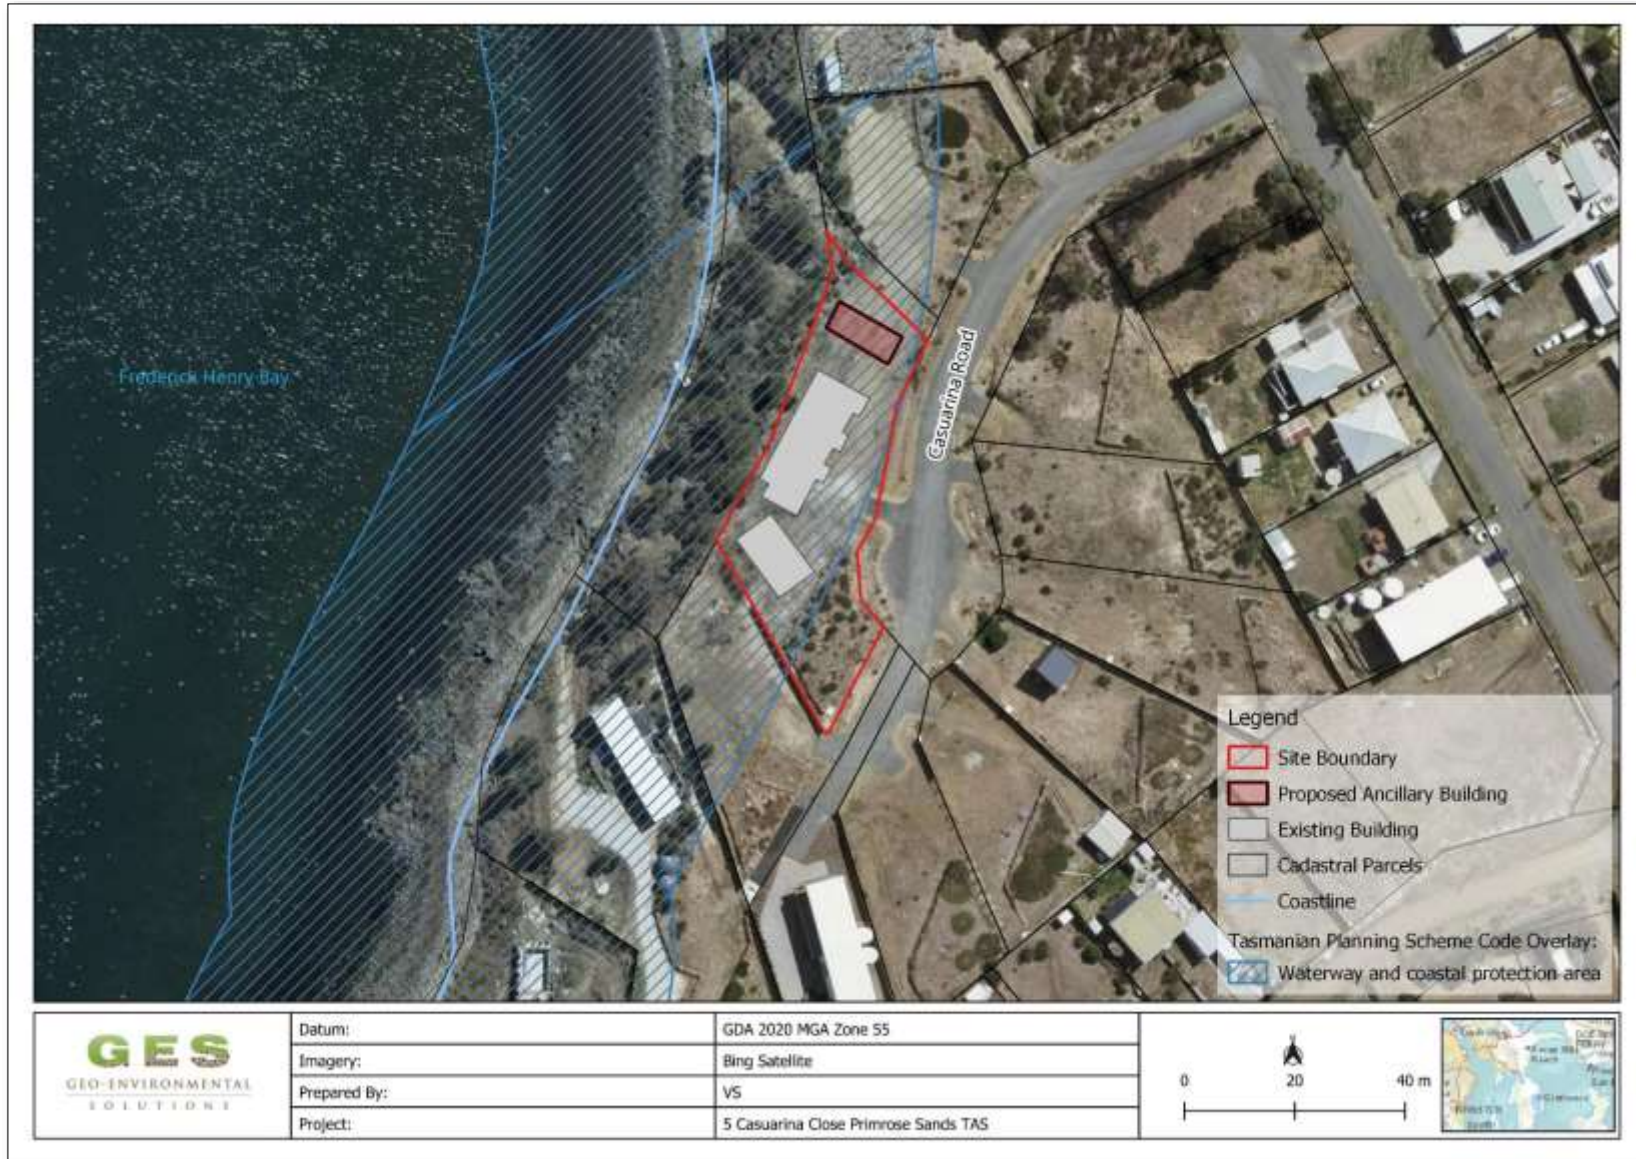 Frederick Henry Bay
Casuarina Road
Legend
Site Boundary
Proposed Ancillary Building
Existing Building
Cadastral Parcels
Coastline
Tasmanian Planning Scheme Code Overlay:
Waterway and coastal protection area
GES
GEO-ENVIRONMENTAL
SOLUTIONS
Datum:
GDA 2020 MGA Zone 55
Imagery:
Bing Satellite
Prepared By:
VS
Project:
5 Casuarina Close Primrose Sands TAS
0 20 40 m